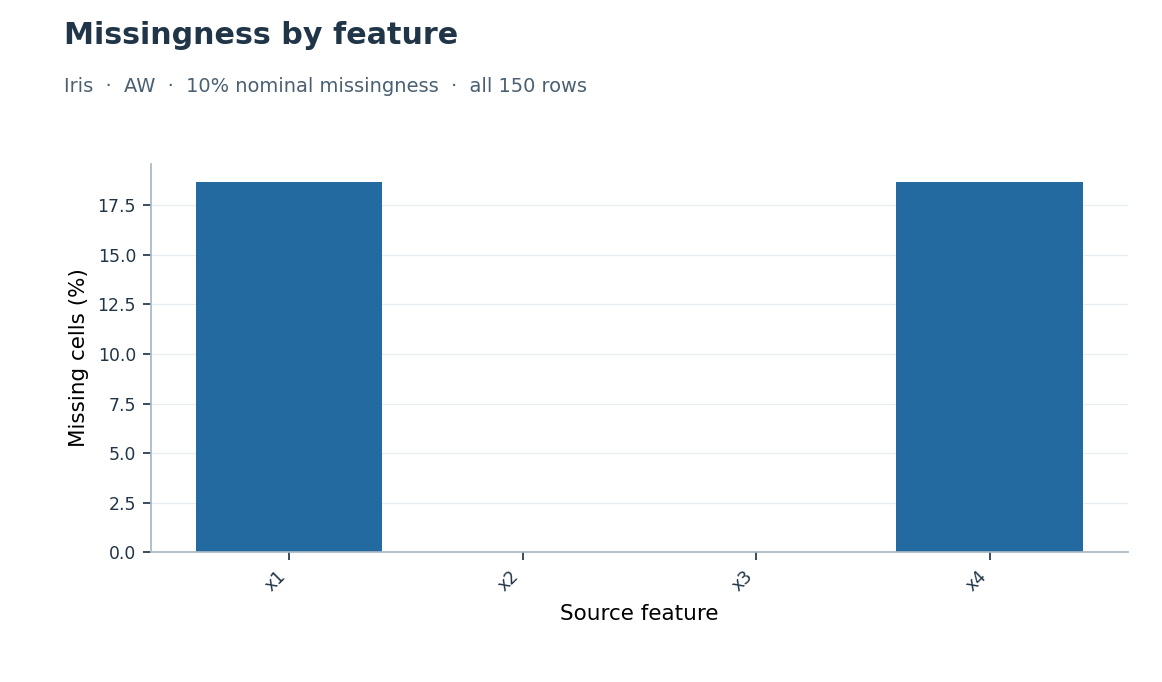 Missingness by feature
Iris · AW · 10% nominal missingness · all 150 rows
Missing cells (%)
17.5
15.0
12.5
10.0
7.5
5.0
2.5
0.0
x1
x2
x3
x4
Source feature